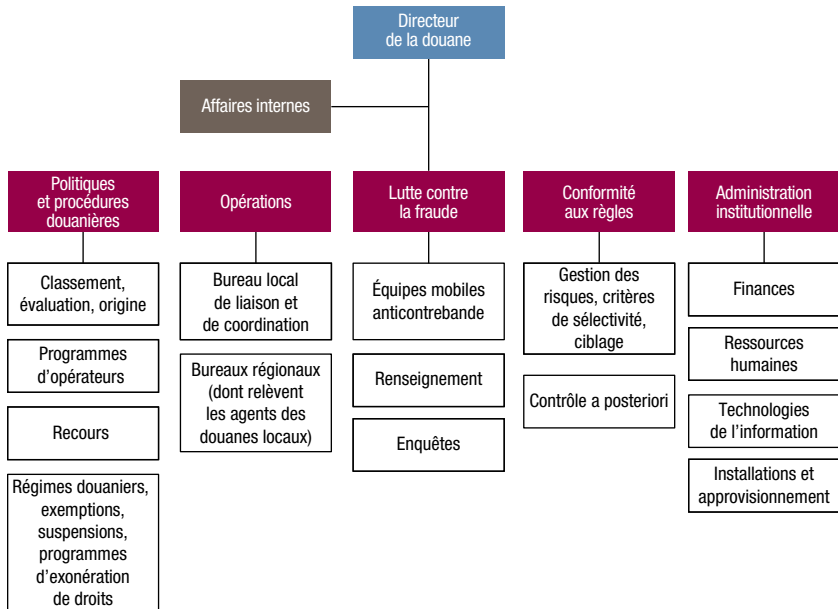 Directeur
de la douane
Affaires internes
Politiques
et procédures
douanières
Opérations
Lutte contre
la fraude
Conformité
aux règles
Administration
institutionnelle
Classement,
évaluation, origine
Programmes
d’opérateurs
Recours
Régimes douaniers,
exemptions,
suspensions,
programmes
d’exonération
de droits
Bureau local
de liaison et
de coordination
Bureaux régionaux
(dont relèvent
les agents des
douanes locaux)
Équipes mobiles
anticontrebande
Renseignement
Enquêtes
Gestion des
risques, critères
de sélectivité,
ciblage
Contrôle a posteriori
Finances
Ressources
humaines
Technologies
de l’information
Installations et
approvisionnement